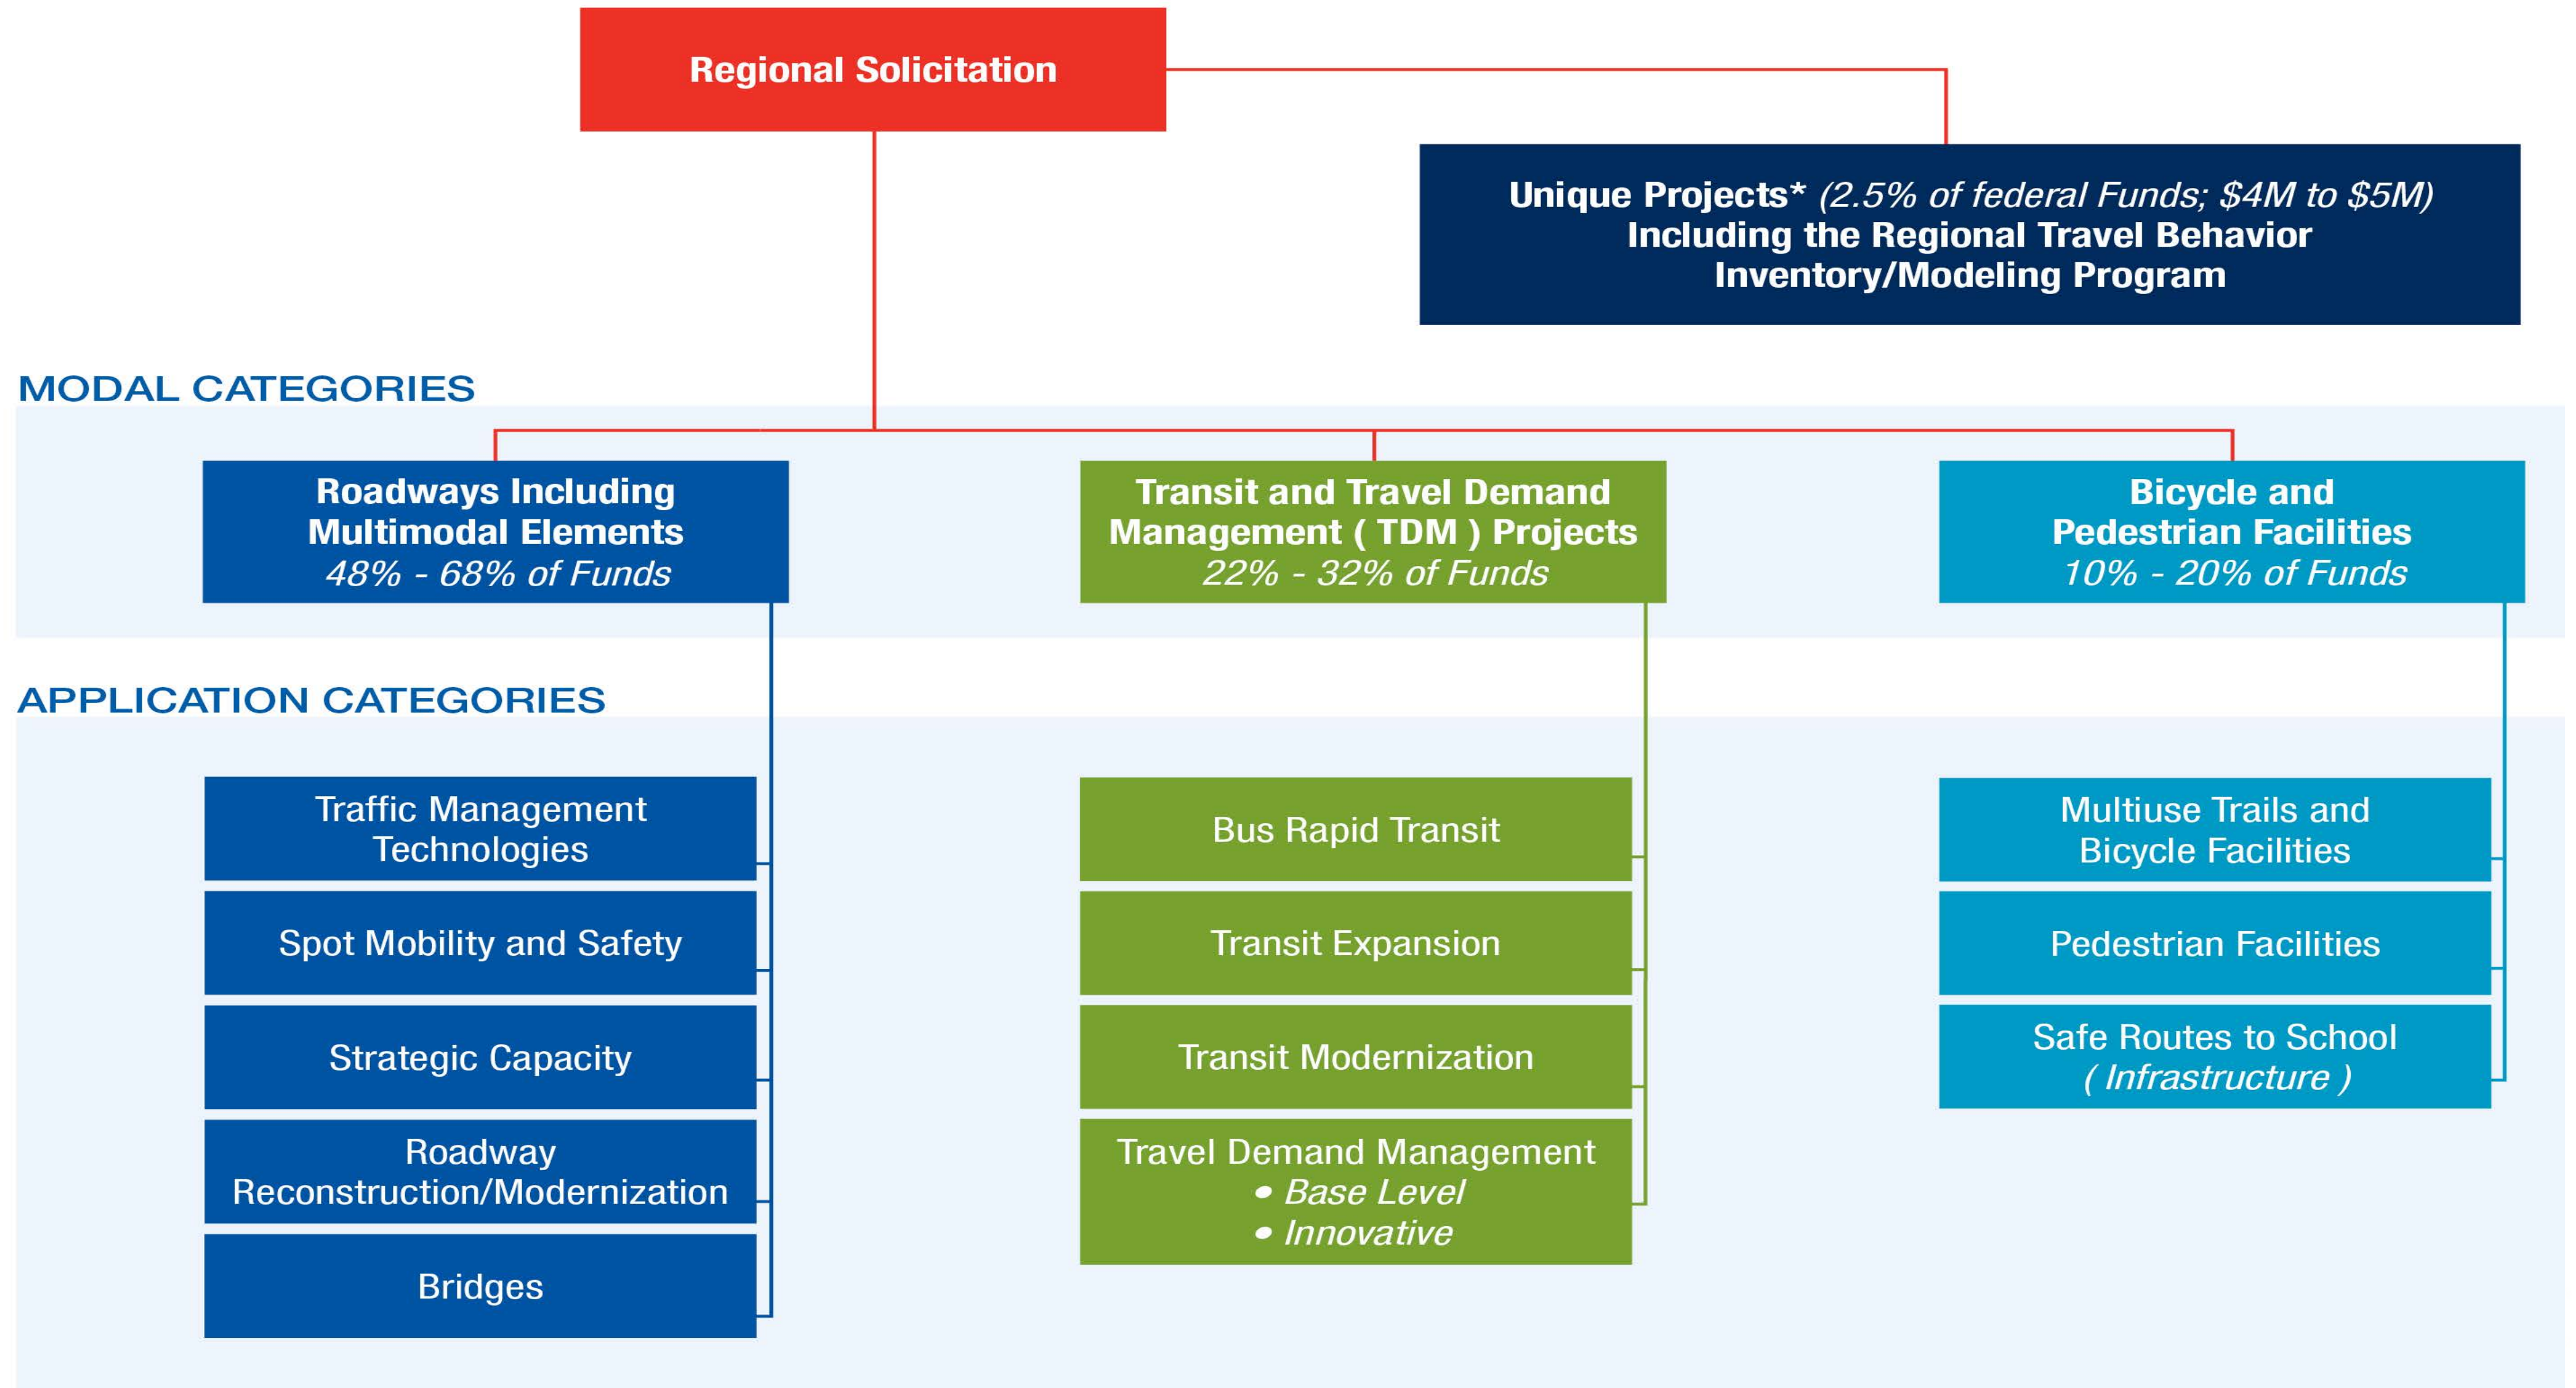 Regional Solicitation
Unique Projects* (2.5% of federal Funds; $4M to $5M)
Including the Regional Travel Behavior
Inventory/Modeling Program
MODAL CATEGORIES
Roadways Including
Multimodal Elements
48% - 68% of Funds
Transit and Travel Demand
Management ( TDM ) Projects
22% - 32% of Funds
Bicycle and
Pedestrian Facilities
10% - 20% of Funds
APPLICATION CATEGORIES
Traffic Management
Technologies
Spot Mobility and Safety
Strategic Capacity
Roadway
Reconstruction/Modernization
Bridges
Bus Rapid Transit
Transit Expansion
Transit Modernization
Travel Demand Management
• Base Level
• Innovative
Multiuse Trails and
Bicycle Facilities
Pedestrian Facilities
Safe Routes to School
( Infrastructure )